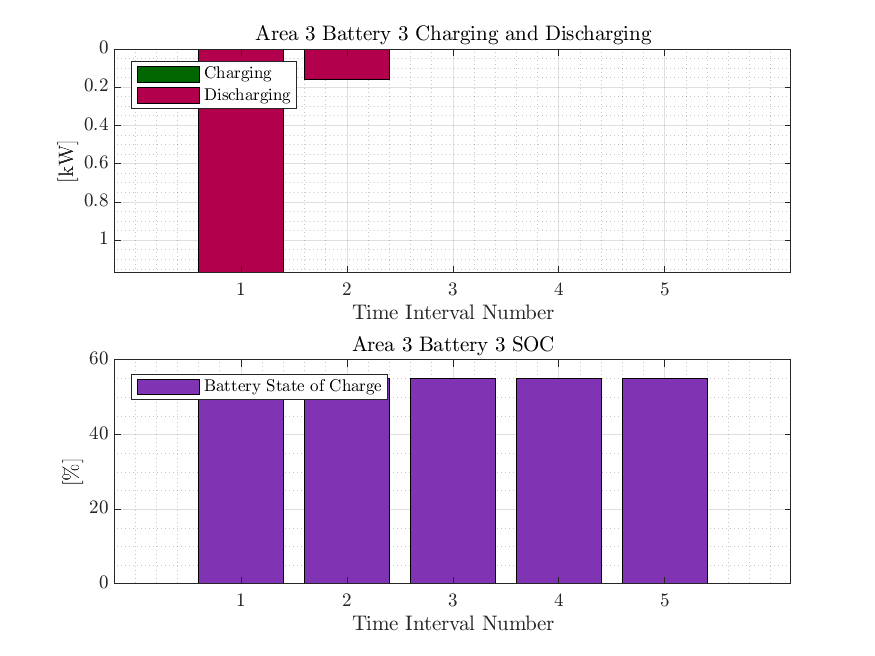 Area 3 Battery 3 Charging and Discharging
0
0.2
0.4
0.6
0.8
1
[kW]
Charging
Discharging
1 2 3 4 5
Time Interval Number
Area 3 Battery 3 SOC
60
40
20
0
[%]
Battery State of Charge
1 2 3 4 5
Time Interval Number